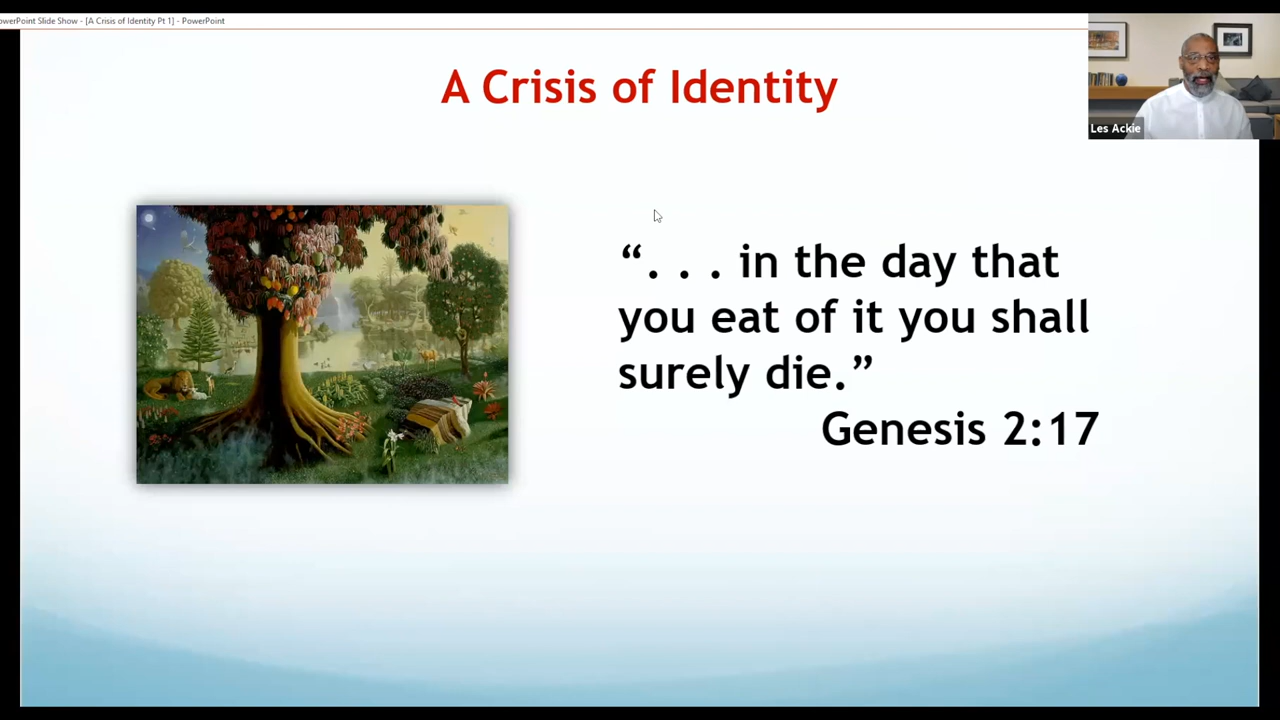 PowerPoint Slide Show - [A Crisis of Identity Pt 1] - PowerPoint
A Crisis of Identity
Les Ackie
“. . . in the day that
you eat of it you shall
surely die.”
Genesis 2:17